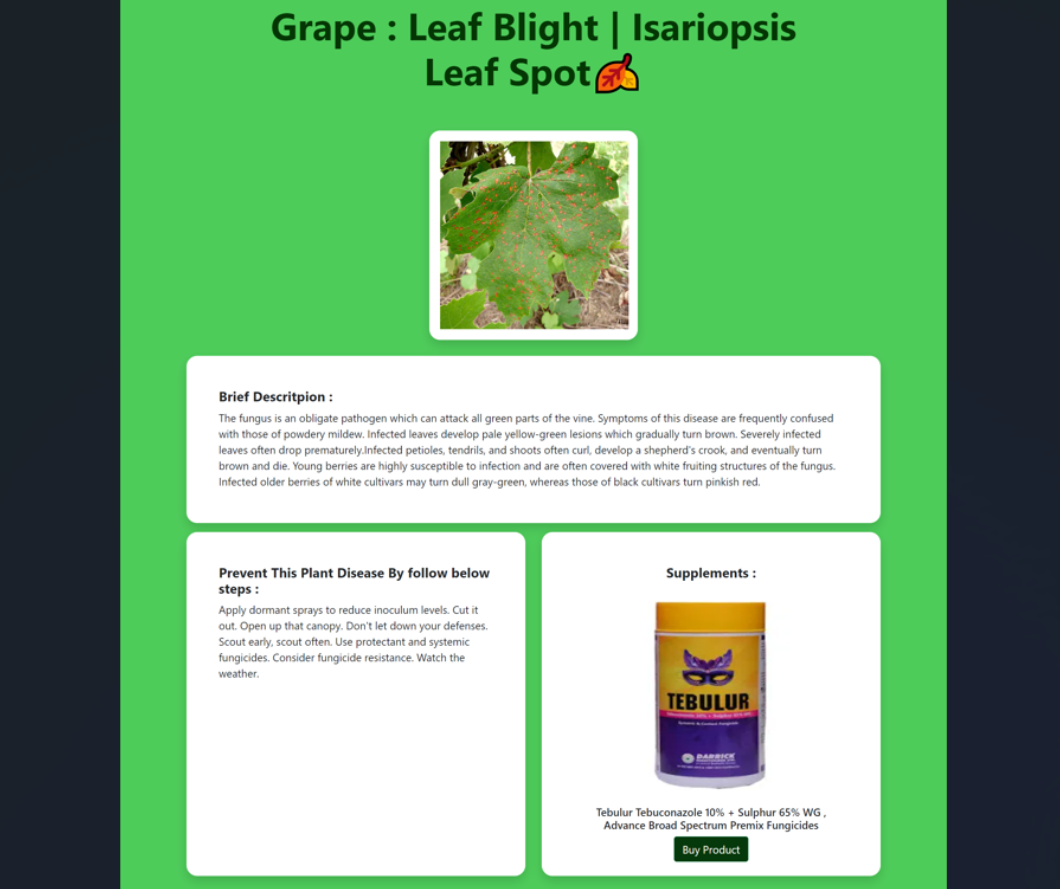 Grape : Leaf Blight | Isariopsis
Leaf Spot🍂
Brief Descritpion :
The fungus is an obligate pathogen which can attack all green parts of the vine. Symptoms of this disease are frequently confused
with those of powdery mildew. Infected leaves develop pale yellow-green lesions which gradually turn brown. Severely infected
leaves often drop prematurely.Infected petioles, tendrils, and shoots often curl, develop a shepherd's crook, and eventually turn
brown and die. Young berries are highly susceptible to infection and are often covered with white fruiting structures of the fungus.
Infected older berries of white cultivars may turn dull gray-green, whereas those of black cultivars turn pinkish red.
Prevent This Plant Disease By follow below
steps :
Apply dormant sprays to reduce inoculum levels. Cut it
out. Open up that canopy. Don't let down your defenses.
Scout early, scout often. Use protectant and systemic
fungicides. Consider fungicide resistance. Watch the
weather.
Supplements :
TEBULUR
Tebulur Tebuconazole 10% + Sulphur 65% WG ,
Advance Broad Spectrum Premix Fungicides
Buy Product